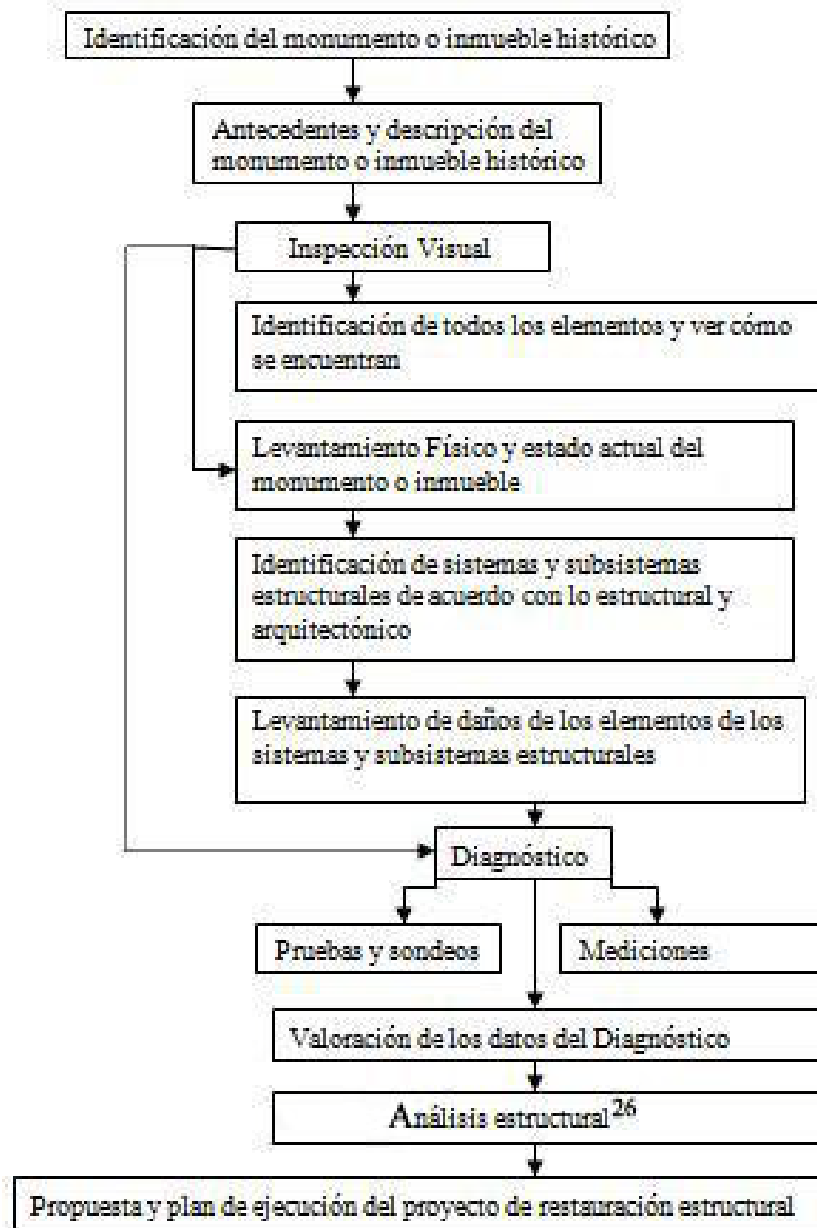 Identificación del monumento o inmueble histórico
Antecedentes y descripción del
monumento o inmueble histórico
Inspección Visual
Identificación de todos los elementos y ver cómo
se encuentran
Levantamiento Físico y estado actual del
monumento o inmueble
Identificación de sistemas y subsistemas
estructurales de acuerdo con lo estructural y
arquitectónico
Levantamiento de daños de los elementos de los
sistemas y subsistemas estructurales
Diagnóstico
Pruebas y sondeos
Mediciones
Valoración de los datos del Diagnóstico
Análisis estructural²⁶
Propuesta y plan de ejecución del proyecto de restauración estructural